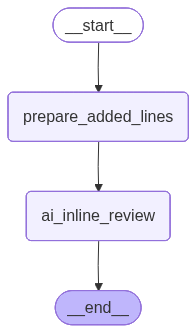 __start__
prepare_added_lines
ai_inline_review
__end__